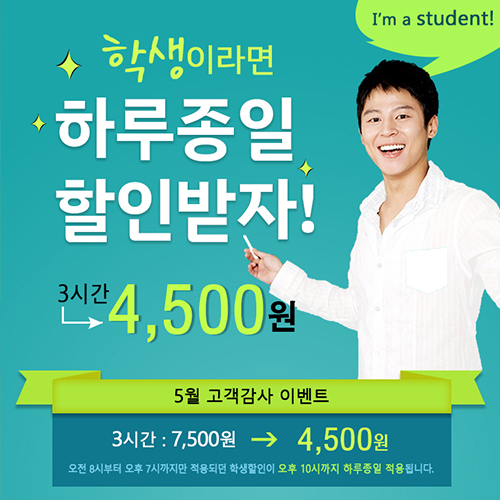 I'm a student!
학생이라면
하루종일
할인받자!
3시간
4,500원
5월 고객감사 이벤트
3시간 : 7,500원 → 4,500원
오전 8시부터 오후 7시까지만 적용되던 학생할인이 오후 10시까지 하루종일 적용됩니다.